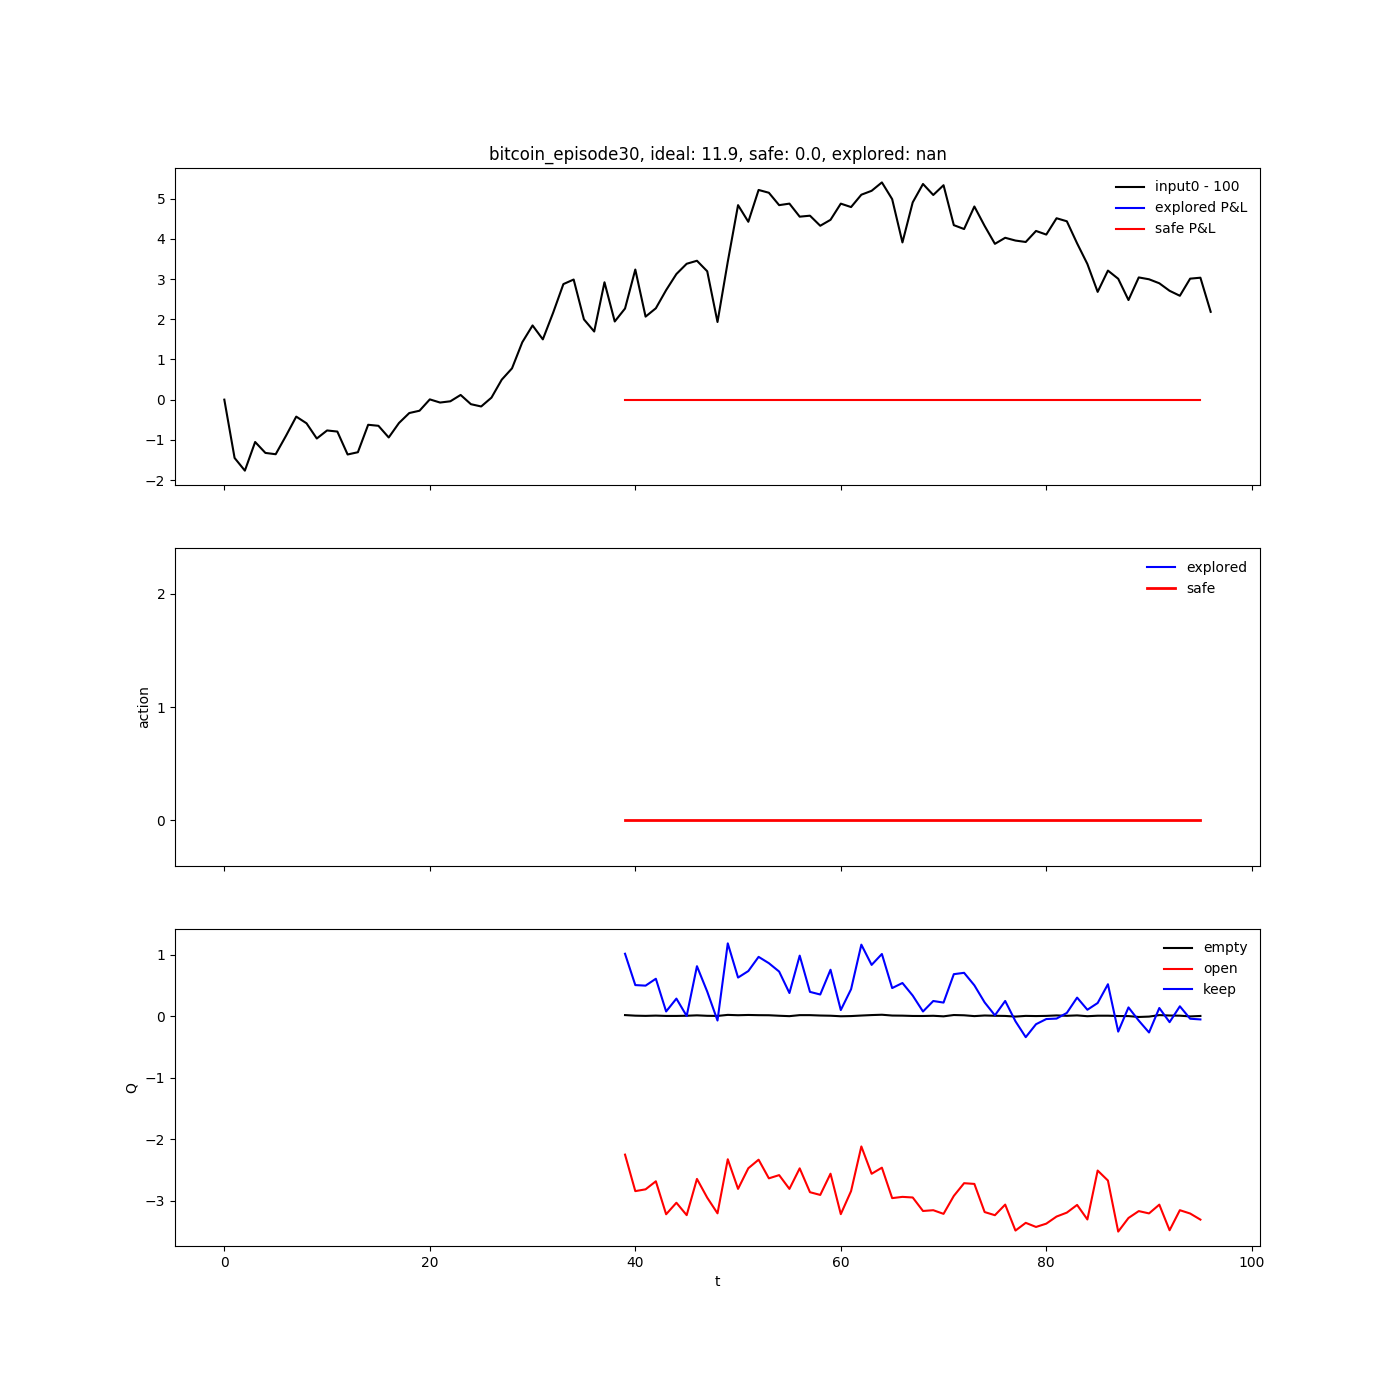 bitcoin_episode30, ideal: 11.9, safe: 0.0, explored: nan
5
4
3
2
1
0
−1
−2
input0 - 100
explored P&L
safe P&L
action
2
1
0
explored
safe
Q
1
0
−1
−2
−3
empty
open
keep
0 20 40 60 80 100
t